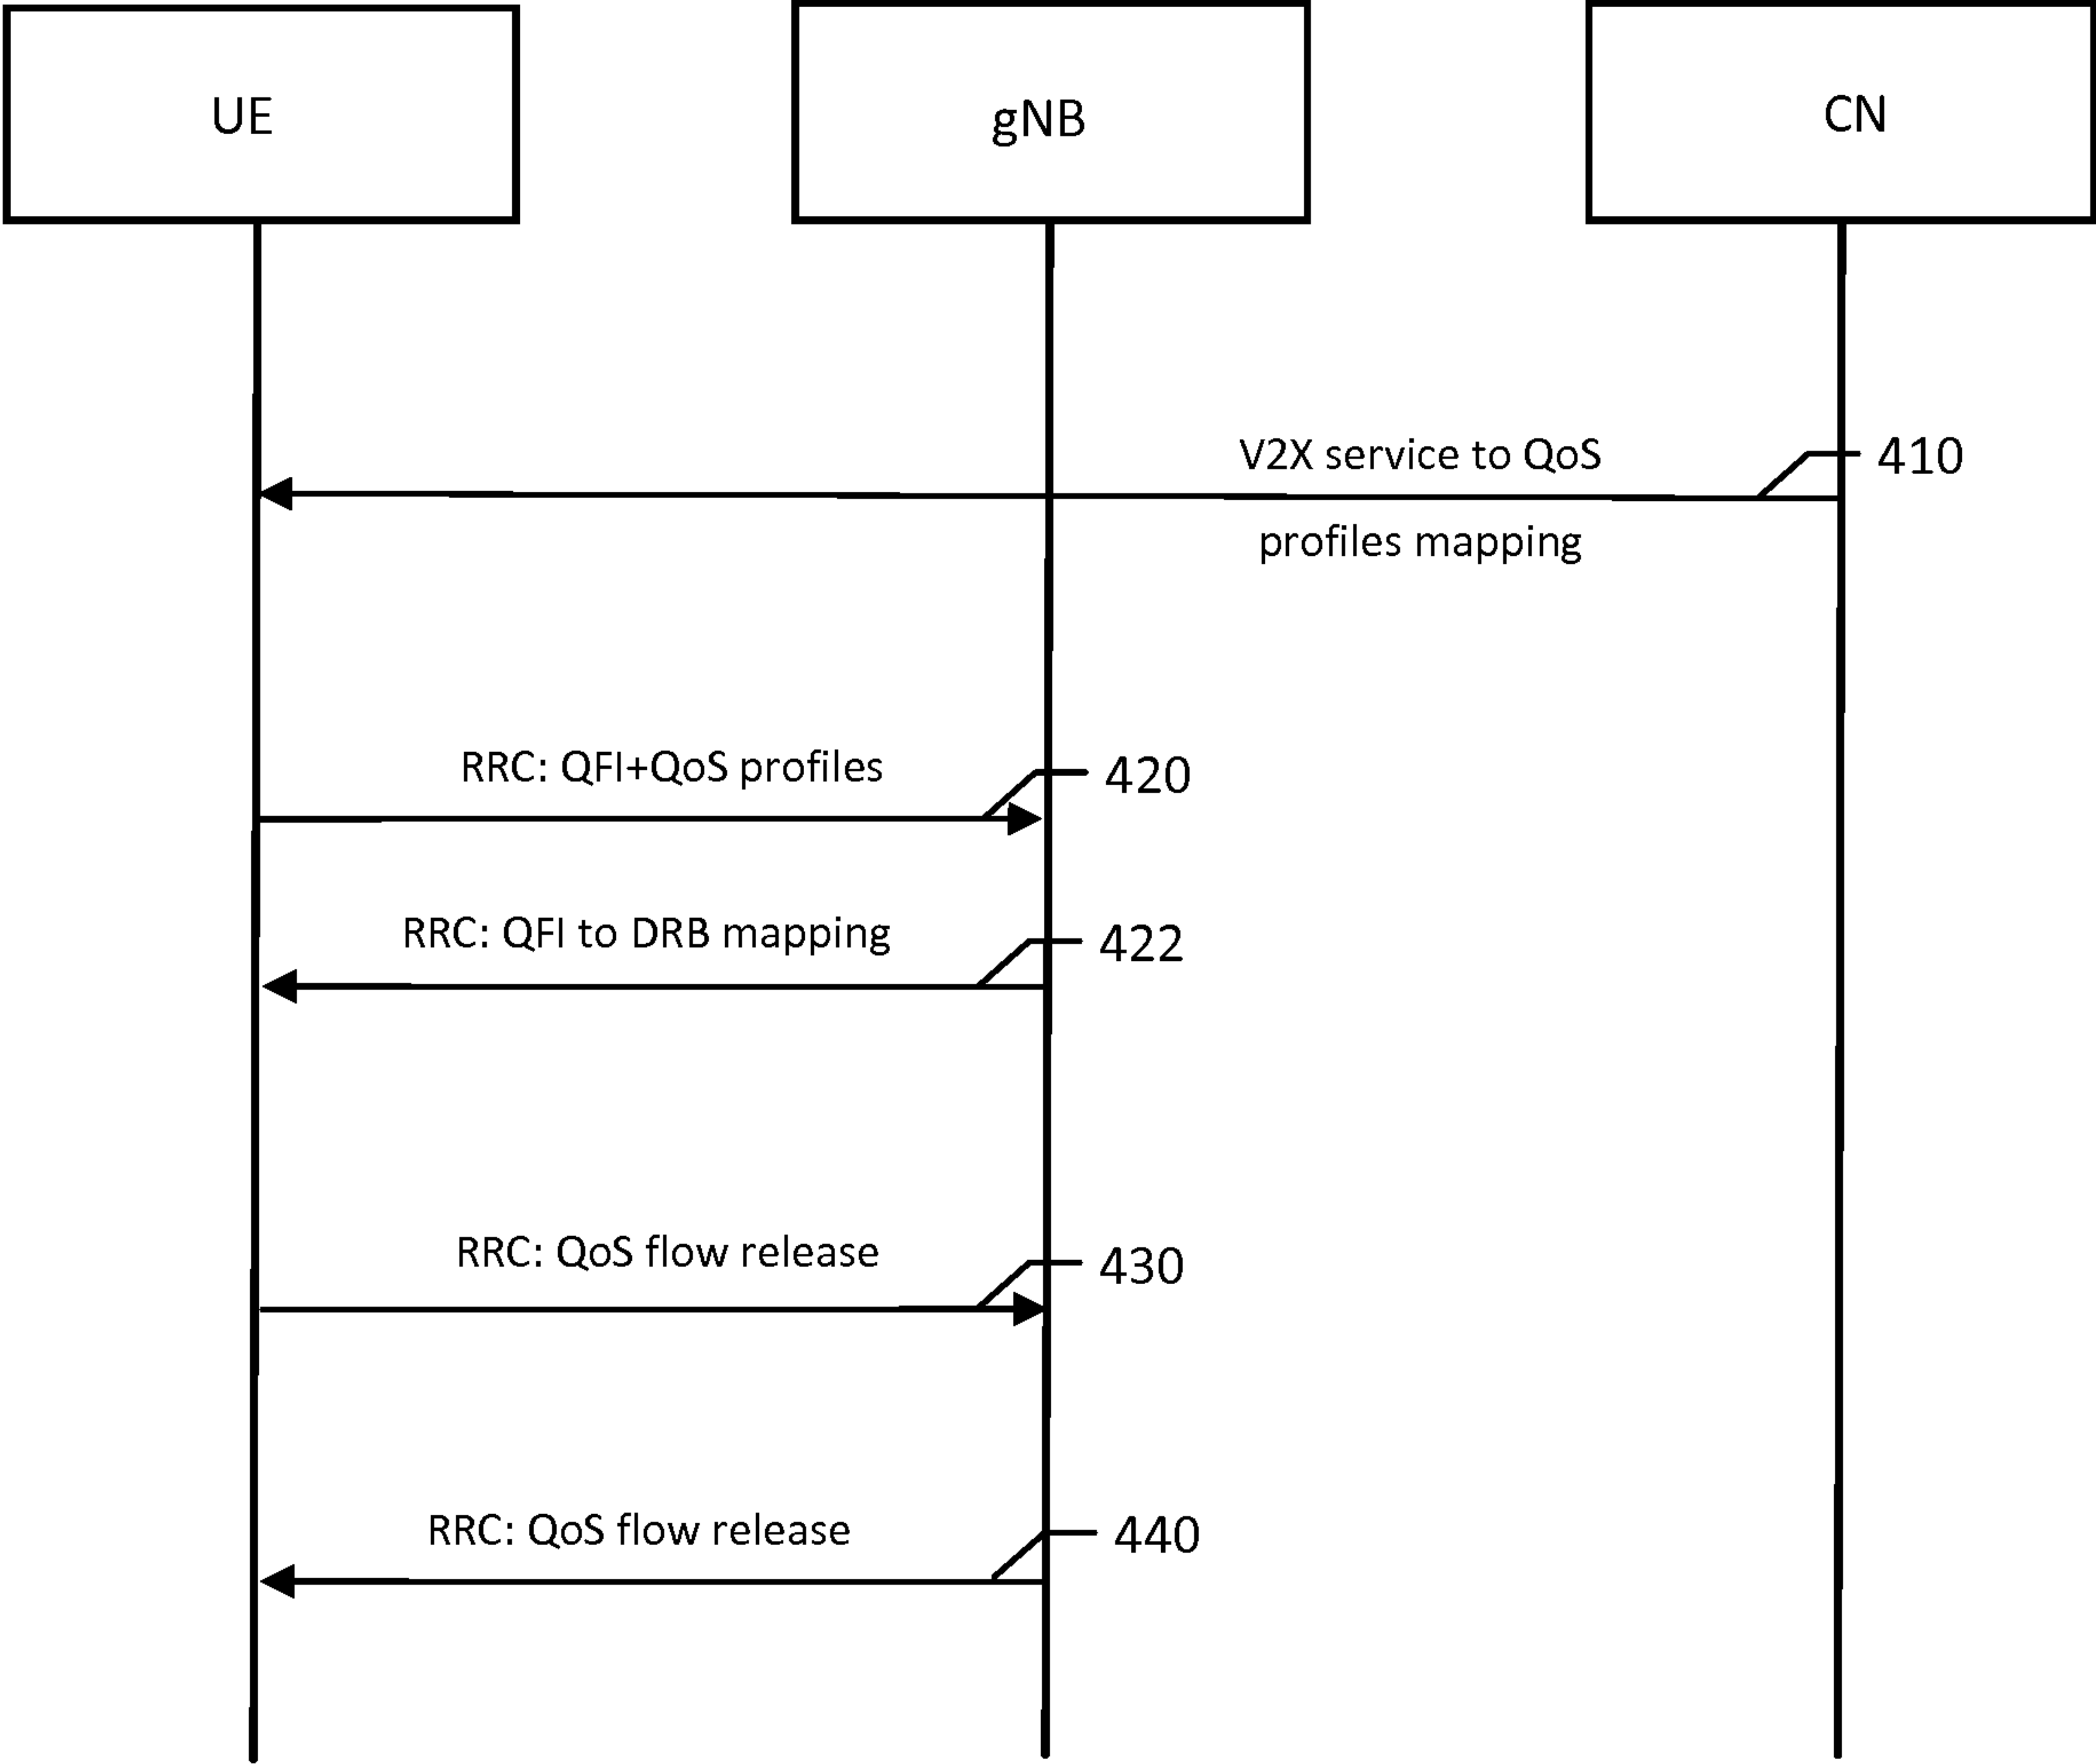 UE
gNB
CN
V2X service to QoS
410
profiles mapping
RRC: QFI+QoS profiles
420
RRC: QFI to DRB mapping
422
RRC: QoS flow release
430
RRC: QoS flow release
440